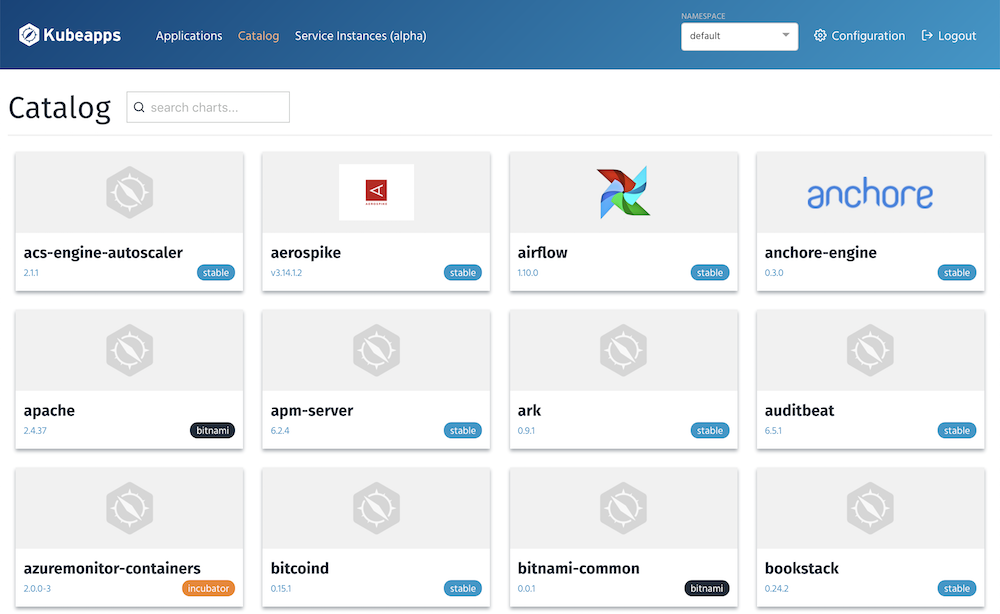 NAMESPACE
Kubeapps Applications Catalog Service Instances (alpha) default Configuration Logout
Catalog search charts...
anchore
AEROSPIKE
acs-engine-autoscaler aerospike airflow anchore-engine
2.1.1 stable v3.14.1.2 stable 1.10.0 stable 0.3.0 stable
apache apm-server ark auditbeat
2.4.37 bitnami 6.2.4 stable 0.9.1 stable 6.5.1 stable
azuremonitor-containers bitcoind bitnami-common bookstack
2.0.0-3 incubator 0.15.1 stable 0.0.1 bitnami 0.24.2 stable